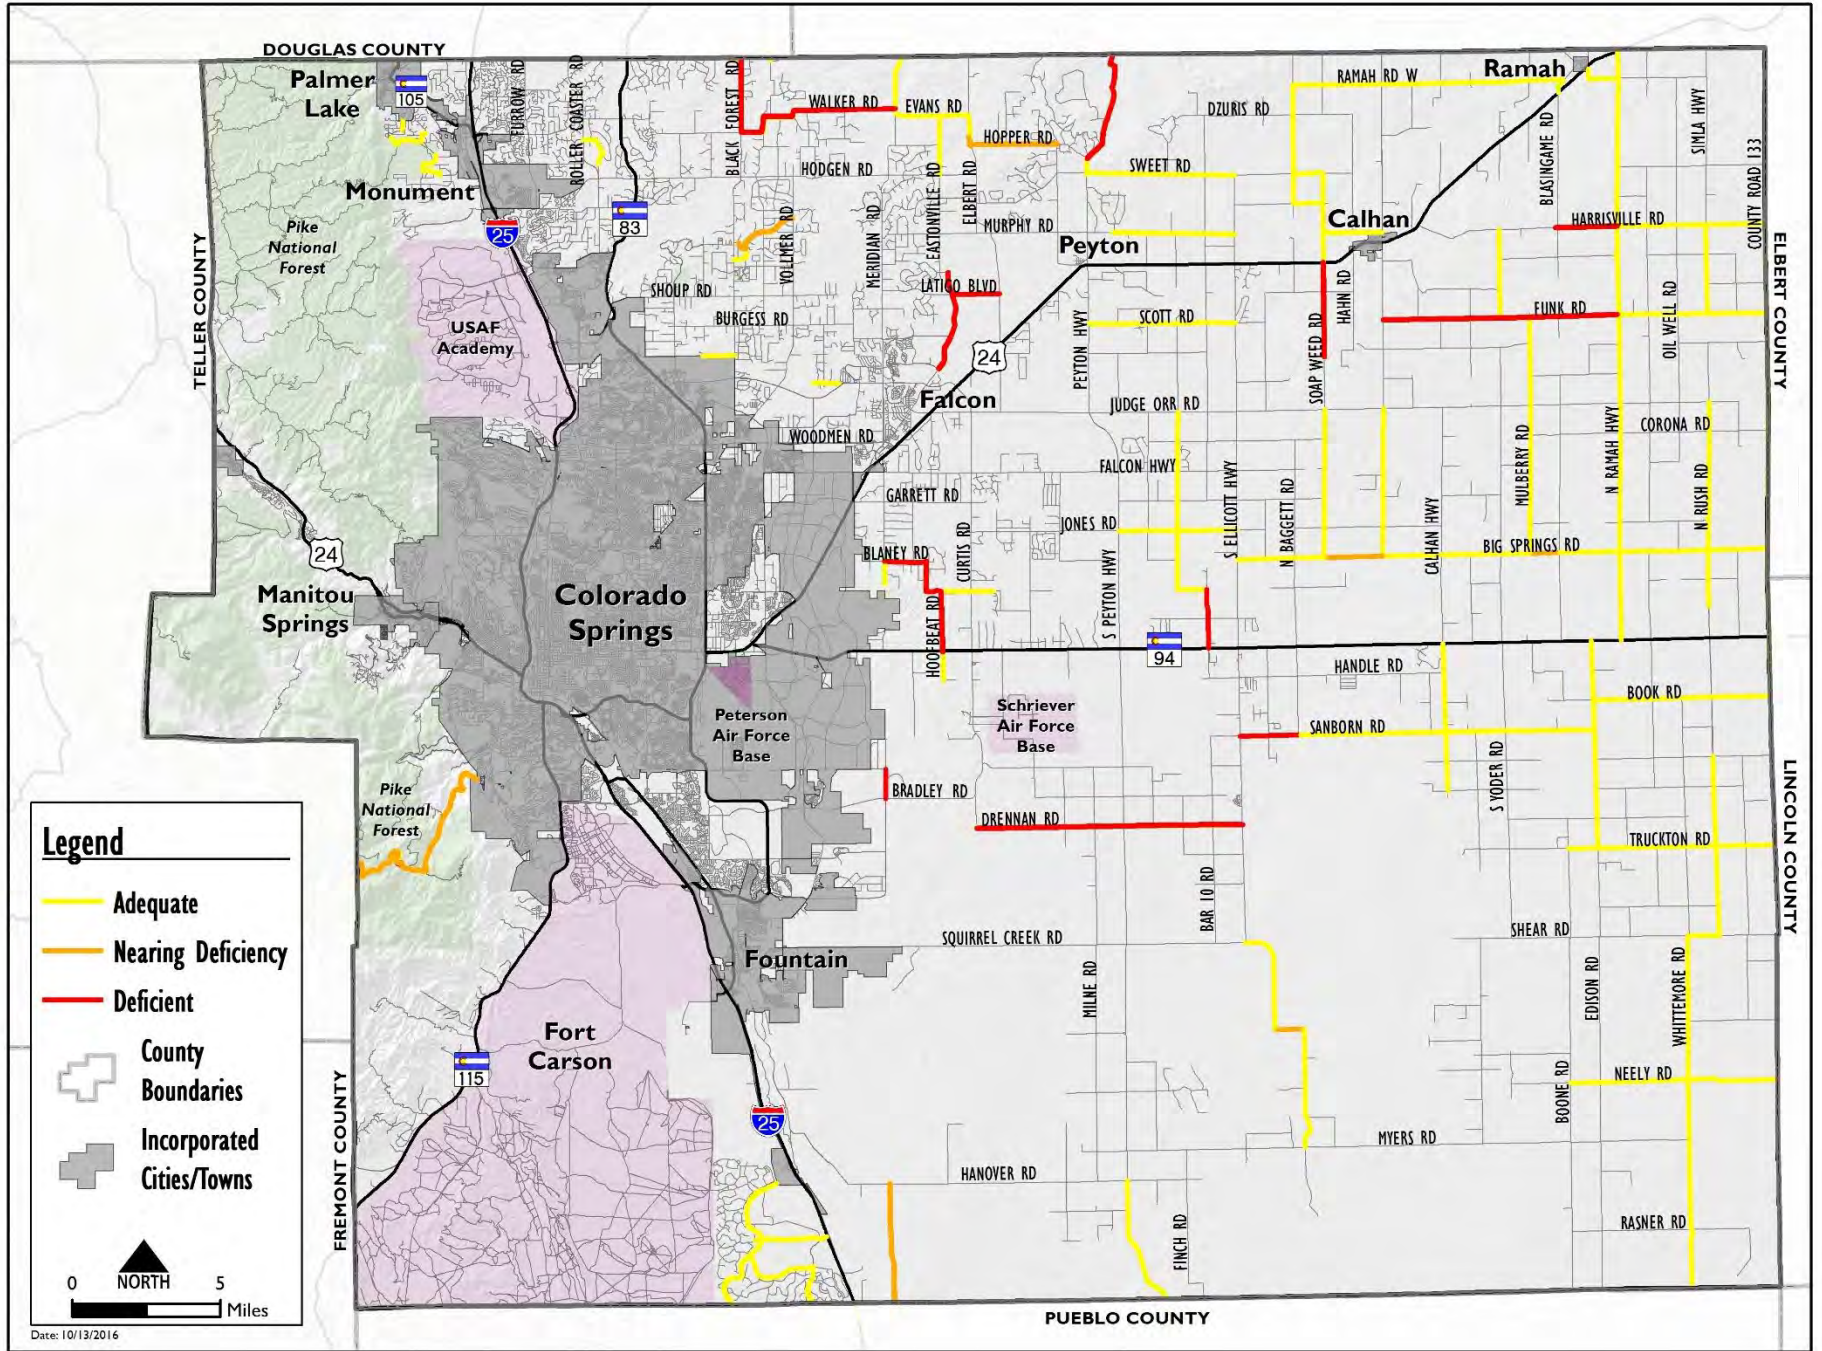 DOUGLAS COUNTY
Palmer
Lake
105
FURROW RD
ROLLER COASTER RD
BLACK FOREST RD
WALKER RD
EVANS RD
HOPPER RD
DZURIS RD
RAMAH RD W
Ramah
BLASINGAME RD
SIMLA HWY
COUNTY ROAD 133
Monument
HODGEN RD
EASTONVILLE RD
ELBERT RD
SWEET RD
Pike
National
Forest
25
83
VOLLMER RD
MERIDIAN RD
MURPHY RD
Peyton
Calhan
HARRISVILLE RD
ELBERT COUNTY
TELLER COUNTY
USAF
Academy
SHOUP RD
BURGESS RD
LATIGO BLVD
24
PEYTON HWY
SCOTT RD
SOAP WEED RD
HAHN RD
FUNK RD
OIL WELL RD
Falcon
JUDGE ORR RD
WOODMEN RD
CORONA RD
FALCON HWY
GARRETT RD
S ELLICOTT HWY
N BAGGETT RD
CALHAN HWY
MULBERRY RD
N RAMAH HWY
N RUSH RD
JONES RD
BLANEY RD
CURTIS RD
BIG SPRINGS RD
24
Manitou
Springs
Colorado
Springs
HOOFBEAT RD
S PEYTON HWY
94
HANDLE RD
BOOK RD
Peterson
Air Force
Base
Schriever
Air Force
Base
SANBORN RD
S YODER RD
Pike
National
Forest
BRADLEY RD
DRENNAN RD
TRUCKTON RD
LINCOLN COUNTY
BAR 10 RD
SQUIRREL CREEK RD
SHEAR RD
Fountain
MILNE RD
EDISON RD
WHITTEMORE RD
Fort
Carson
115
BOONE RD
NEELY RD
25
MYERS RD
HANOVER RD
FINCH RD
RASNER RD
FREMONT COUNTY
PUEBLO COUNTY
Legend
Adequate
Nearing Deficiency
Deficient
County
Boundaries
Incorporated
Cities/Towns
NORTH
0 5
Miles
Date: 10/13/2016